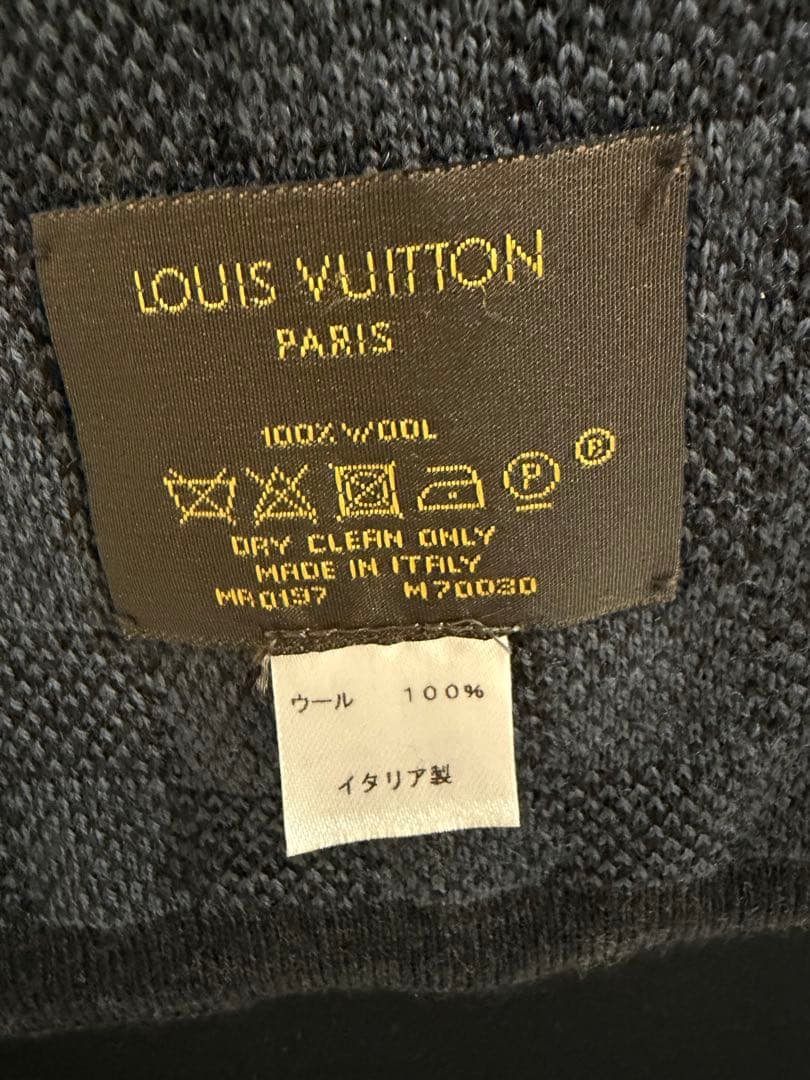 LOUIS VUITTON
PARIS
100% WOOL
P
R
DRY CLEAN ONLY
MADE IN ITALY
MA0197 M70030
ウール 100%
イタリア製